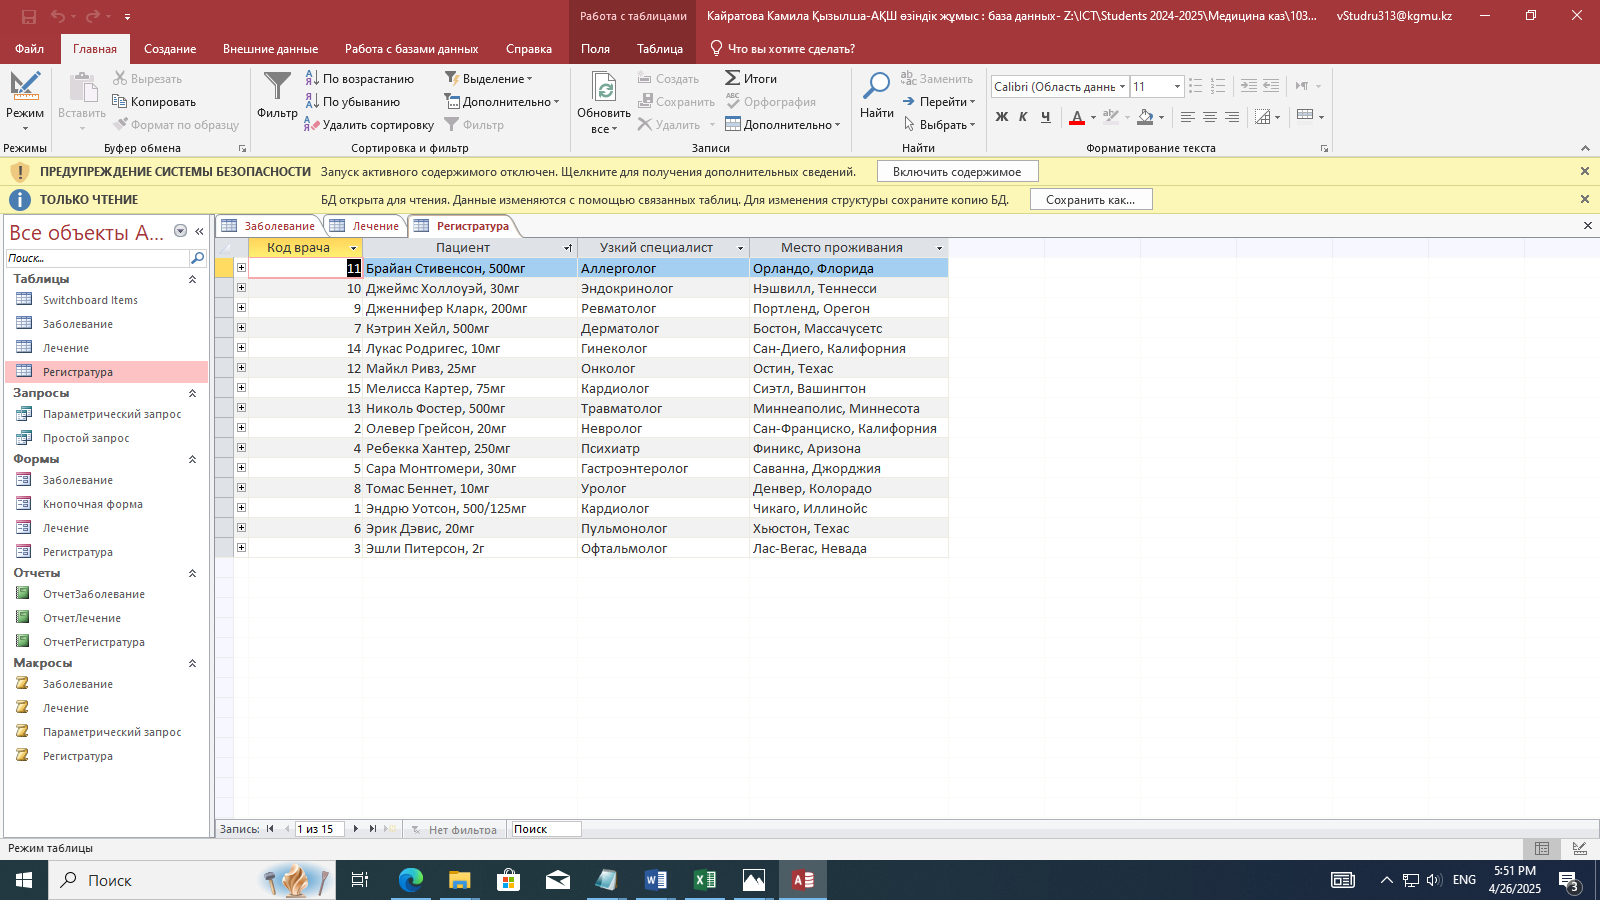 Работа с таблицами
Кайратова Камила Қызылша-АҚШ өзіндік жұмыс : база данных- Z:\ICT\Students 2024-2025\Медицина каз\103...
vStudru313@kgmu.kz
Файл Главная Создание Внешние данные Работа с базами данных Справка Поля Таблица Что вы хотите сделать?
Режим
Режимы
Вставить
Вырезать
Копировать
Формат по образцу
Буфер обмена
Фильтр
По возрастанию
По убыванию
Удалить сортировку
Выделение
Дополнительно
Фильтр
Сортировка и фильтр
Обновить
все
Создать
Сохранить
Удалить
Итоги
Орфография
Дополнительно
Записи
Найти
Заменить
Перейти
Выбрать
Найти
Calibri (Область данны 11
Ж К Ч
Форматирование текста
ПРЕДУПРЕЖДЕНИЕ СИСТЕМЫ БЕЗОПАСНОСТИ Запуск активного содержимого отключен. Щелкните для получения дополнительных сведений. Включить содержимое
ТОЛЬКО ЧТЕНИЕ БД открыта для чтения. Данные изменяются с помощью связанных таблиц. Для изменения структуры сохраните копию БД. Сохранить как...
Все объекты A...
Поиск...
Таблицы
Switchboard Items
Заболевание
Лечение
Регистратура
Запросы
Параметрический запрос
Простой запрос
Формы
Заболевание
Кнопочная форма
Лечение
Регистратура
Отчеты
ОтчетЗаболевание
ОтчетЛечение
ОтчетРегистратура
Макросы
Заболевание
Лечение
Параметрический запрос
Регистратура
Заболевание Лечение Регистратура
Код врача Пациент Узкий специалист Место проживания
11 Брайан Стивенсон, 500мг Аллерголог Орландо, Флорида
10 Джеймс Холлоуэй, 30мг Эндокринолог Нэшвилл, Теннесси
9 Дженнифер Кларк, 200мг Ревматолог Портленд, Орегон
7 Кэтрин Хейл, 500мг Дерматолог Бостон, Массачусетс
14 Лукас Родригес, 10мг Гинеколог Сан-Диего, Калифорния
12 Майкл Ривз, 25мг Онколог Остин, Техас
15 Мелисса Картер, 75мг Кардиолог Сиэтл, Вашингтон
13 Николь Фостер, 500мг Травматолог Миннеаполис, Миннесота
2 Олевер Грейсон, 20мг Невролог Сан-Франциско, Калифорния
4 Ребекка Хантер, 250мг Психиатр Финикс, Аризона
5 Сара Монтгомери, 30мг Гастроэнтеролог Саванна, Джорджия
8 Томас Беннет, 10мг Уролог Денвер, Колорадо
1 Эндрю Уотсон, 500/125мг Кардиолог Чикаго, Иллинойс
6 Эрик Дэвис, 20мг Пульмонолог Хьюстон, Техас
3 Эшли Питерсон, 2г Офтальмолог Лас-Вегас, Невада
Запись: 1 из 15 Нет фильтра Поиск
Режим таблицы
Поиск
ENG
5:51 PM
4/26/2025
3